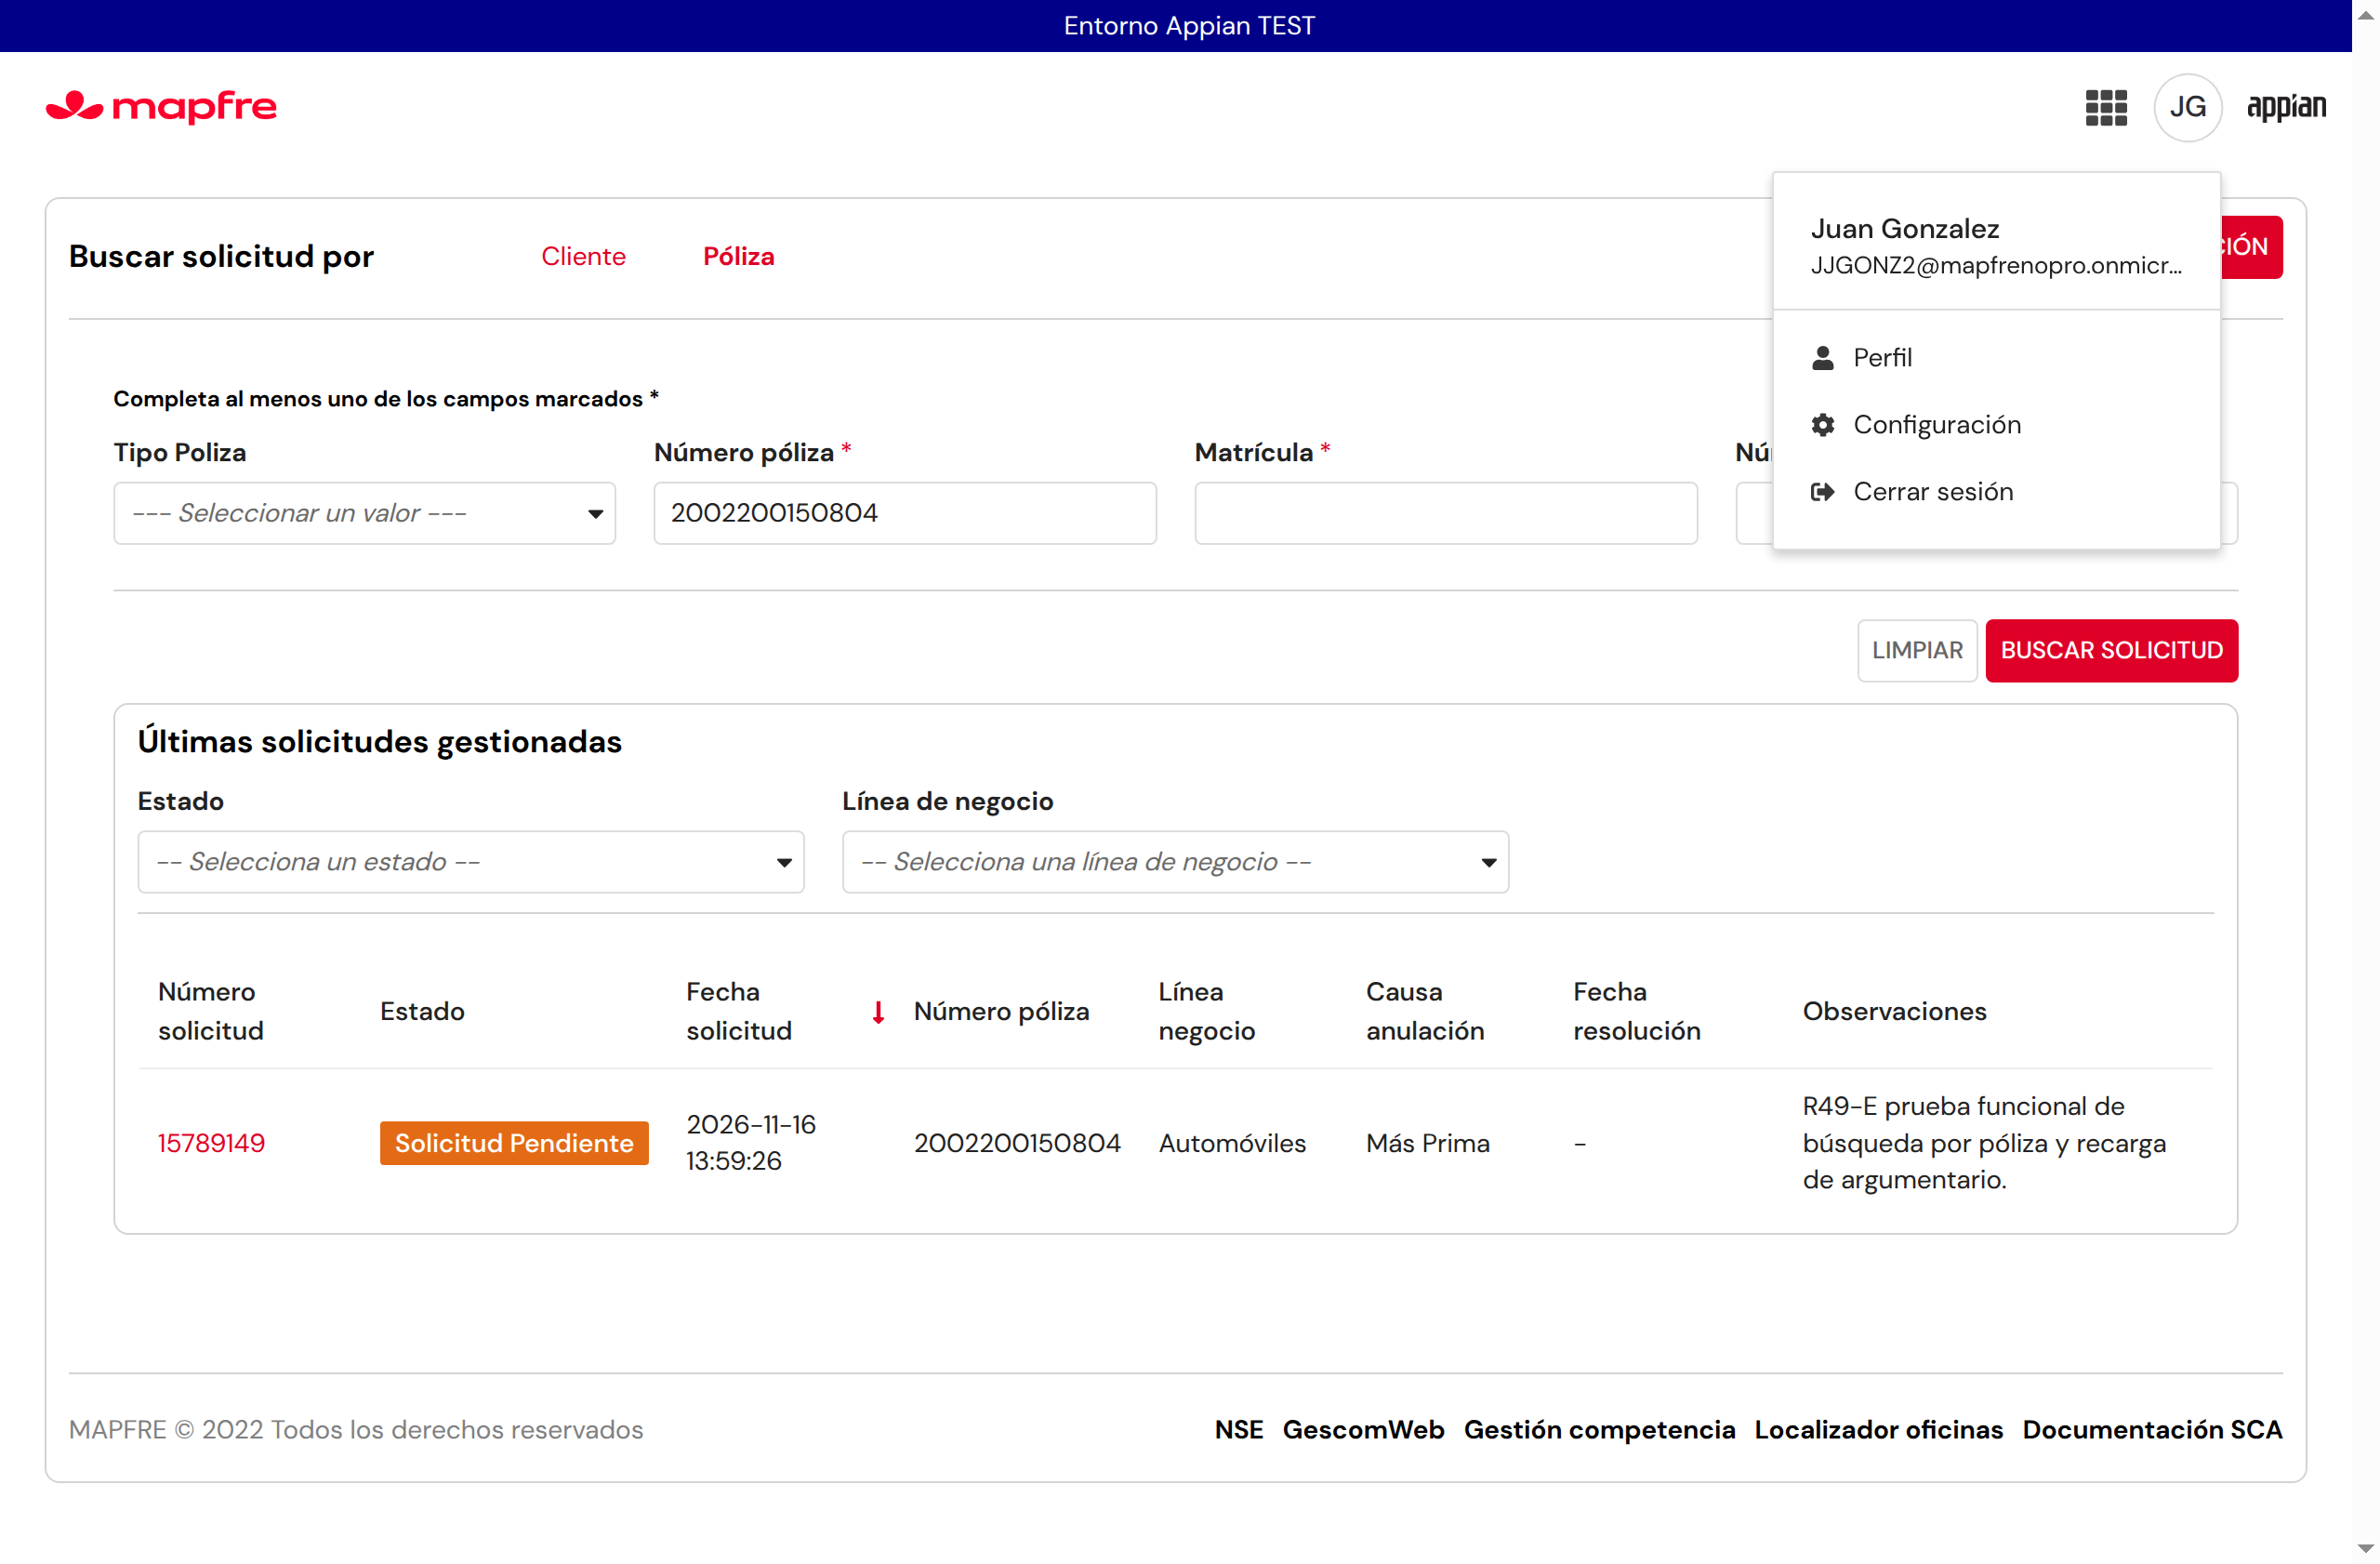 Entorno Appian TEST
mapfre
JG
appian
Juan Gonzalez
JJGONZ2@mapfrenopro.onmicr...
Perfil
Configuración
Cerrar sesión
Buscar solicitud por
Cliente
Póliza
Completa al menos uno de los campos marcados *
Tipo Poliza
--- Seleccionar un valor ---
Número póliza *
2002200150804
Matrícula *
LIMPIAR
BUSCAR SOLICITUD
Últimas solicitudes gestionadas
Estado
-- Selecciona un estado --
Línea de negocio
-- Selecciona una línea de negocio --
Número
solicitud
Estado
Fecha
solicitud
Número póliza
Línea
negocio
Causa
anulación
Fecha
resolución
Observaciones
15789149
Solicitud Pendiente
2026-11-16
13:59:26
2002200150804
Automóviles
Más Prima
-
R49-E prueba funcional de
búsqueda por póliza y recarga
de argumentario.
MAPFRE © 2022 Todos los derechos reservados
NSE GescomWeb Gestión competencia Localizador oficinas Documentación SCA